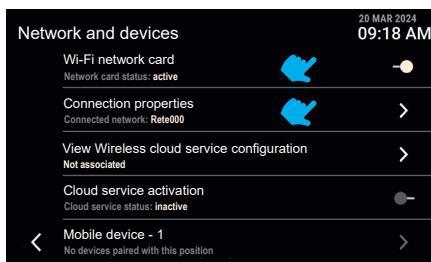 20 MAR 2024
Network and devices
09:18 AM
Wi-Fi network card
Network card status: active
Connection properties
Connected network: Rete000
View Wireless cloud service configuration
Not associated
Cloud service activation
Cloud service status: inactive
Mobile device - 1
No devices paired with this position